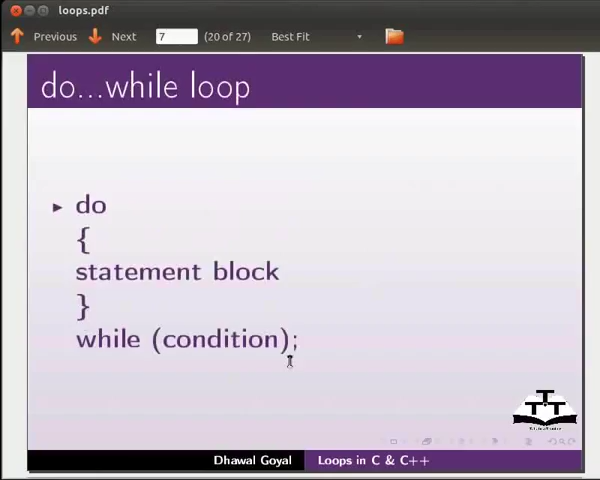 loops.pdf
Previous Next 7 (20 of 27) Best Fit
do...while loop
do
{
statement block
}
while (condition);
TTT
Dhawal Goyal Loops in C & C++